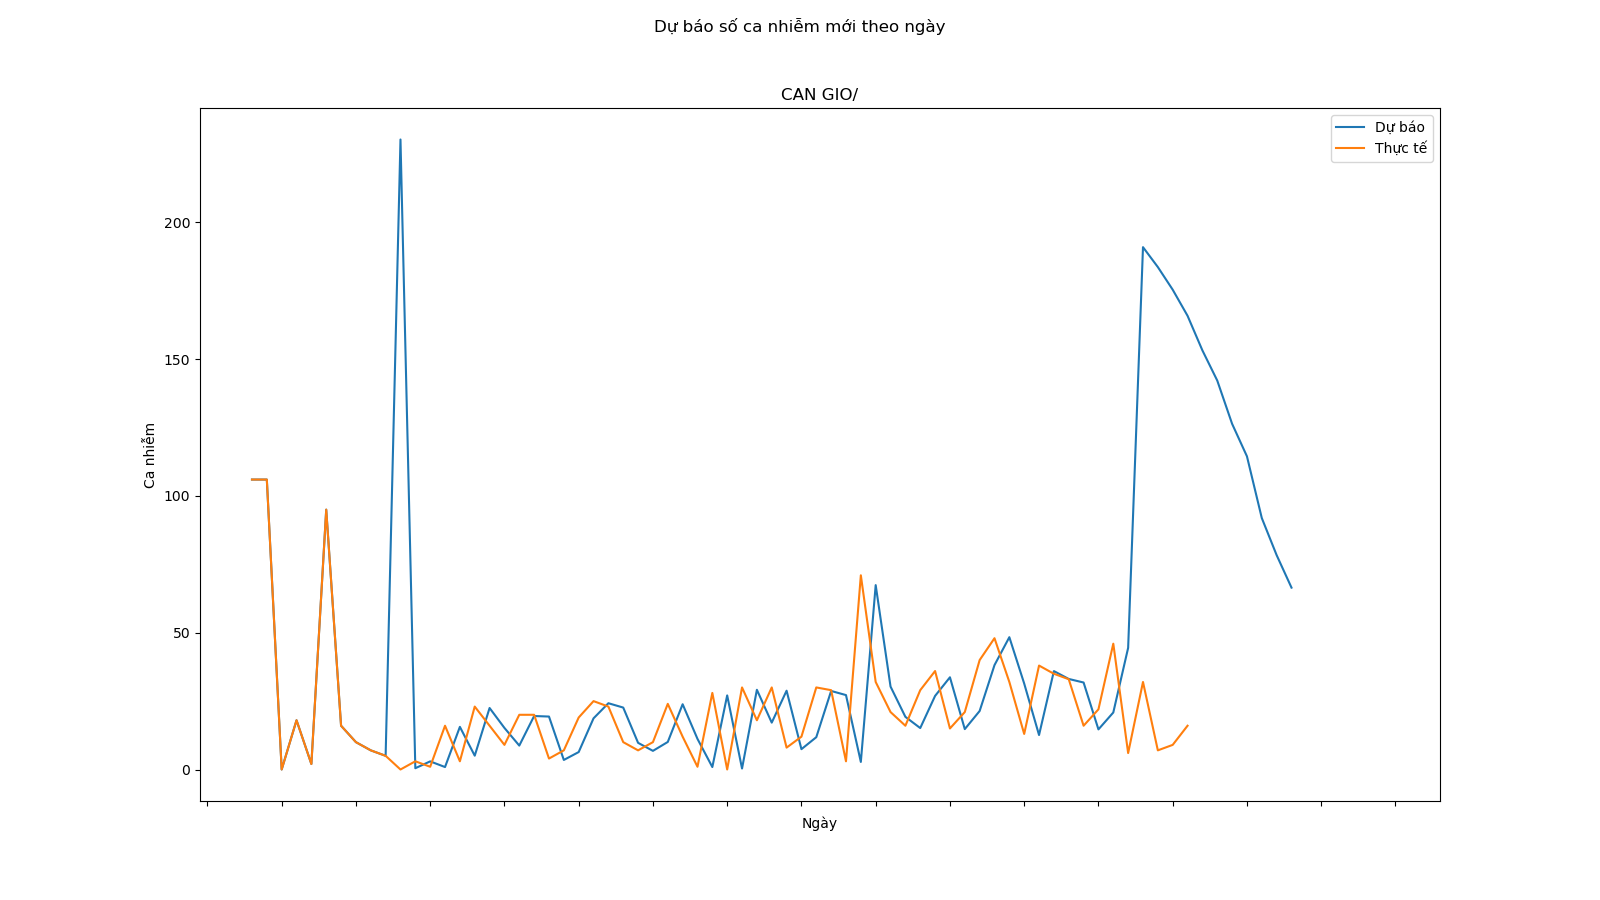 Dự báo số ca nhiễm mới theo ngày
CAN GIO/
Dự báo
Thực tế
200
150
100
50
0
Ca nhiễm
Ngày